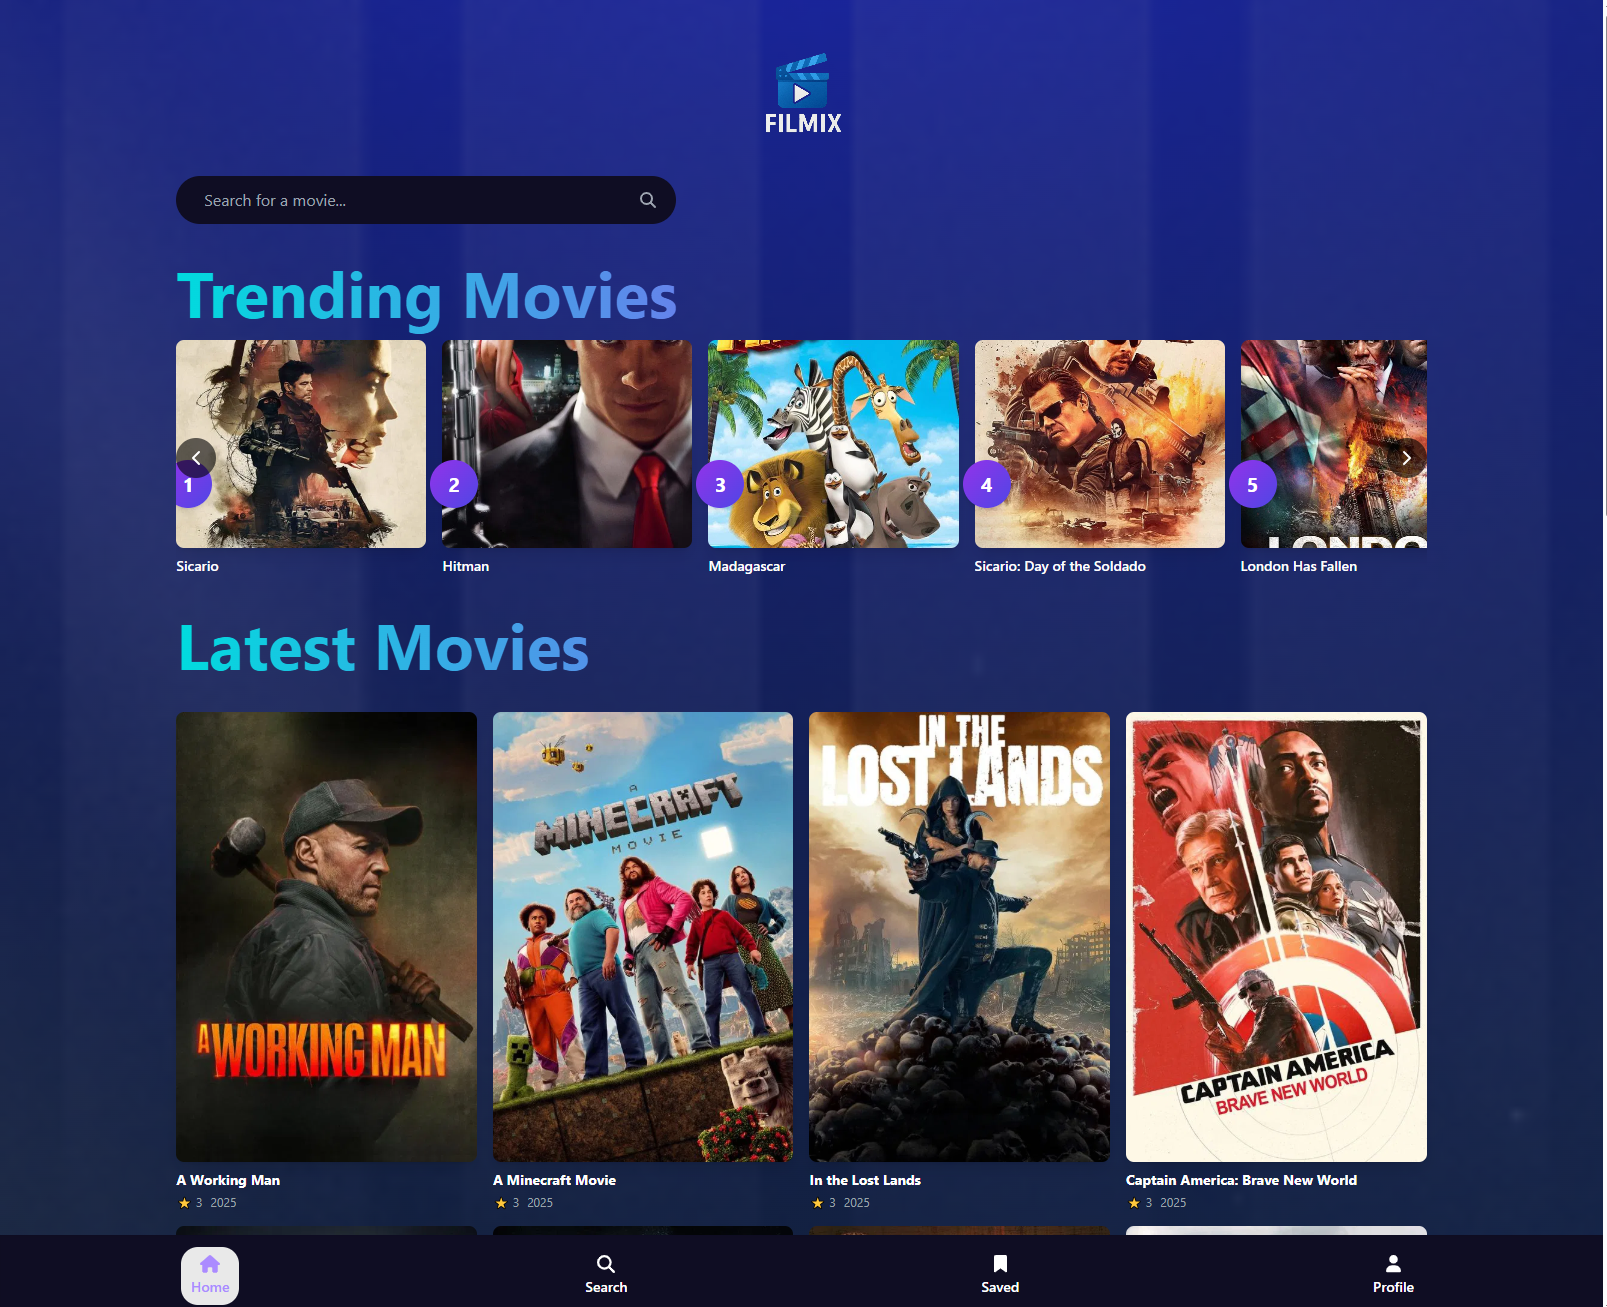 FILMIX
Search for a movie...
Trending Movies
1
2
3
4
5
LONDO
Sicario
Hitman
Madagascar
Sicario: Day of the Soldado
London Has Fallen
Latest Movies
A WORKING MAN
A
MINECRAFT
MOVIE
IN THE
LOST LANDS
CAPTAIN AMERICA
BRAVE NEW WORLD
A Working Man
★ 3 2025
A Minecraft Movie
★ 3 2025
In the Lost Lands
★ 3 2025
Captain America: Brave New World
★ 3 2025
Home
Search
Saved
Profile